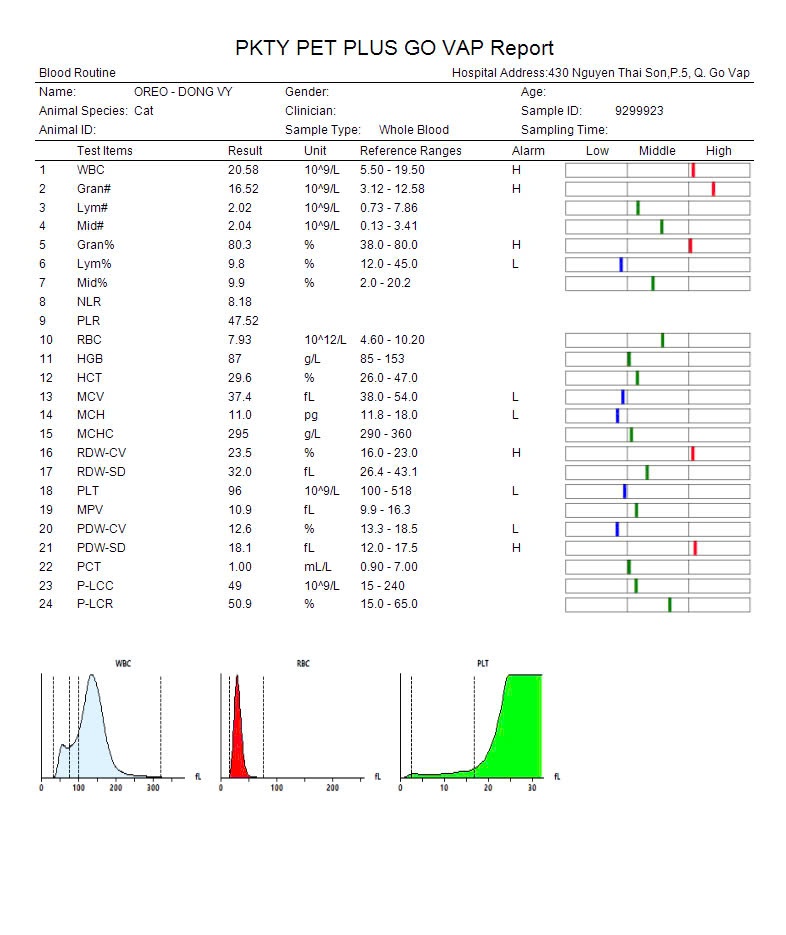 PKTY PET PLUS GO VAP Report
Blood Routine Hospital Address:430 Nguyen Thai Son,P.5, Q. Go Vap
Name: OREO - DONG VY Gender: Age:
Animal Species: Cat Clinician: Sample ID: 9299923
Animal ID: Sample Type: Whole Blood Sampling Time:
Test Items Result Unit Reference Ranges Alarm Low Middle High
1 WBC 20.58 10^9/L 5.50 - 19.50 H
2 Gran# 16.52 10^9/L 3.12 - 12.58 H
3 Lym# 2.02 10^9/L 0.73 - 7.86
4 Mid# 2.04 10^9/L 0.13 - 3.41
5 Gran% 80.3 % 38.0 - 80.0 H
6 Lym% 9.8 % 12.0 - 45.0 L
7 Mid% 9.9 % 2.0 - 20.2
8 NLR 8.18
9 PLR 47.52
10 RBC 7.93 10^12/L 4.60 - 10.20
11 HGB 87 g/L 85 - 153
12 HCT 29.6 % 26.0 - 47.0
13 MCV 37.4 fL 38.0 - 54.0 L
14 MCH 11.0 pg 11.8 - 18.0 L
15 MCHC 295 g/L 290 - 360
16 RDW-CV 23.5 % 16.0 - 23.0 H
17 RDW-SD 32.0 fL 26.4 - 43.1
18 PLT 96 10^9/L 100 - 518 L
19 MPV 10.9 fL 9.9 - 16.3
20 PDW-CV 12.6 % 13.3 - 18.5 L
21 PDW-SD 18.1 fL 12.0 - 17.5 H
22 PCT 1.00 mL/L 0.90 - 7.00
23 P-LCC 49 10^9/L 15 - 240
24 P-LCR 50.9 % 15.0 - 65.0
WBC RBC PLT
fL fL fL
0 100 200 300 0 100 200 0 10 20 30